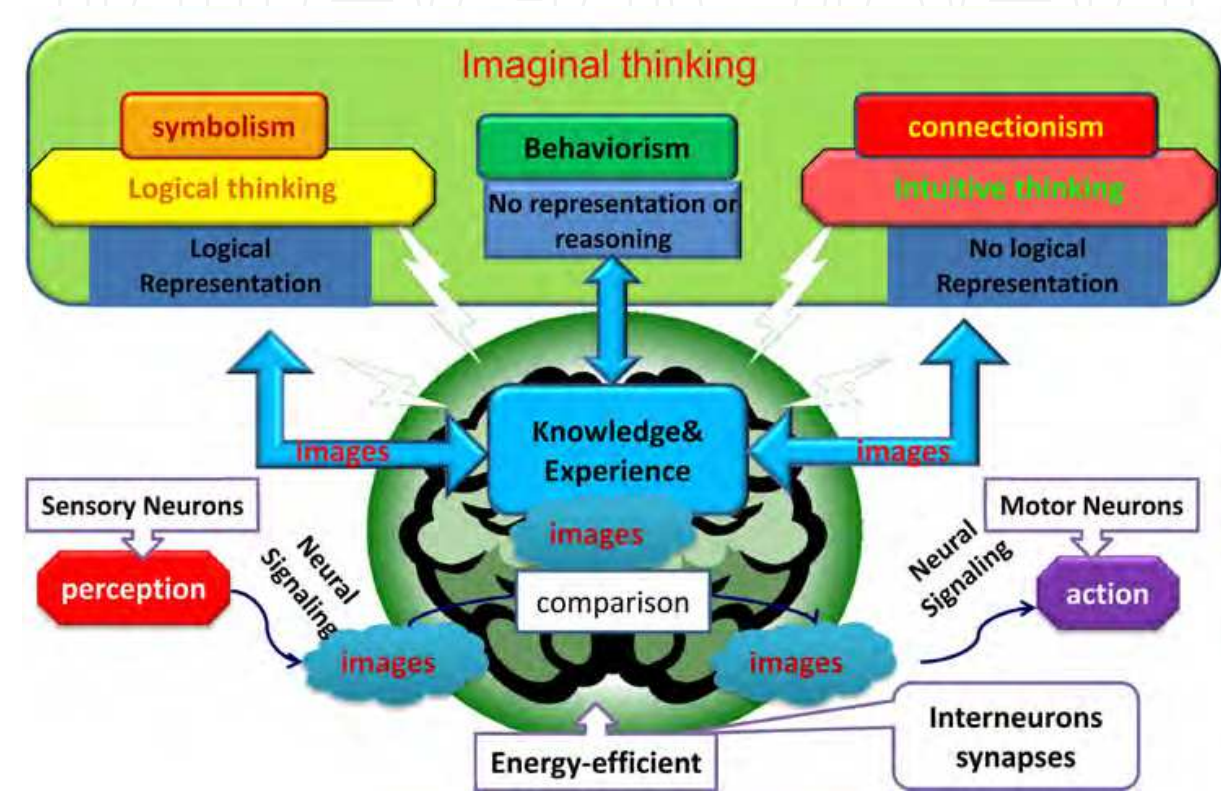 Imaginal thinking
symbolism
Logical thinking
Logical
Representation
Behaviorism
No representation or
reasoning
connectionism
Intuitive thinking
No logical
Representation
images
Knowledge&
Experience
images
images
Sensory Neurons
perception
Neural
Signaling
images
comparison
images
Neural
Signaling
Motor Neurons
action
Energy-efficient
Interneurons
synapses